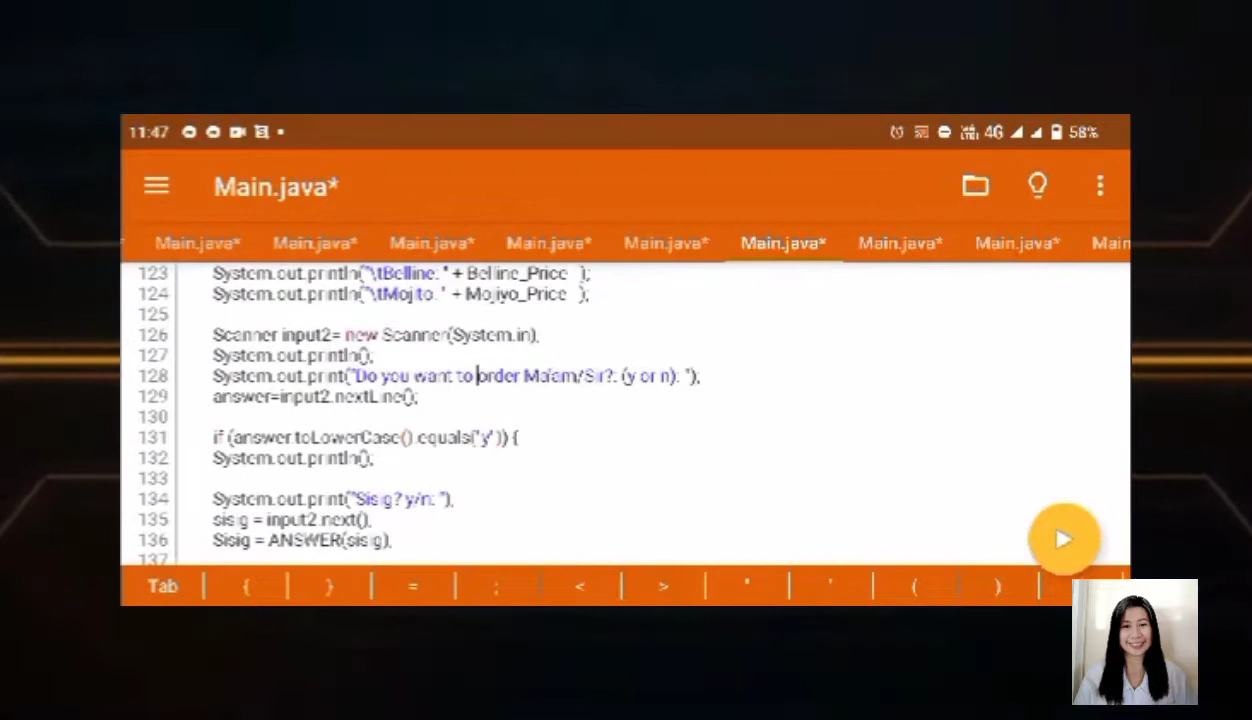 11:47
4G 58%
Main.java*
Main.java* Main.java* Main.java* Main.java* Main.java* Main.java* Main.java* Main.java* Main
123 System.out.println("\tBelline: " + Belline_Price );
124 System.out.println("\tMojito: " + Mojiyo_Price );
125
126 Scanner input2= new Scanner(System.in);
127 System.out.println();
128 System.out.print("Do you want to order Ma'am/Sir?: (y or n): ");
129 answer=input2.nextLine();
130
131 if (answer.toLowerCase().equals("y")) {
132 System.out.println();
133
134 System.out.print("Sisig? y/n: ");
135 sisig = input2.next();
136 Sisig = ANSWER(sisig);
137
Tab { } = ; < > " ' ( )